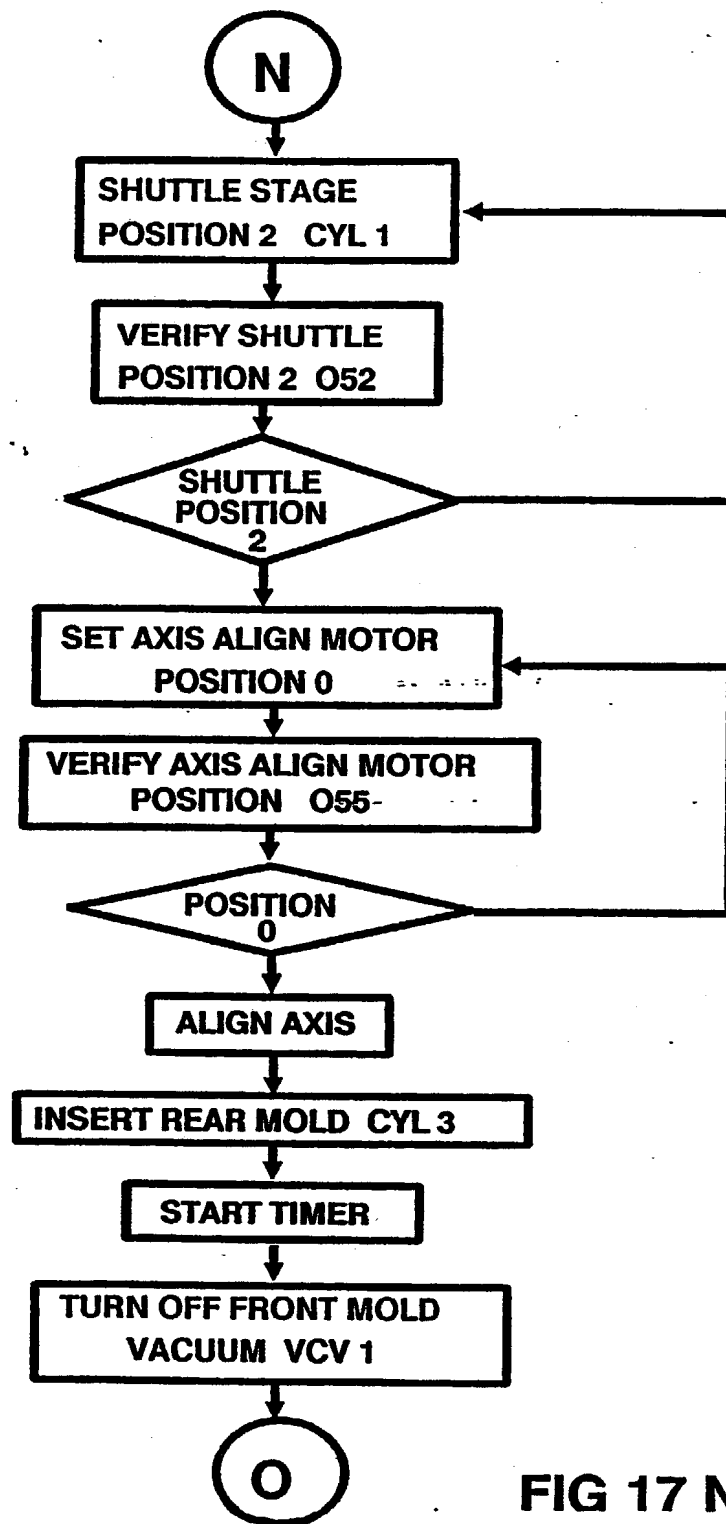 N
SHUTTLE STAGE
POSITION 2 CYL 1
VERIFY SHUTTLE
POSITION 2 O52
SHUTTLE
POSITION
2
SET AXIS ALIGN MOTOR
POSITION 0
VERIFY AXIS ALIGN MOTOR
POSITION O55
POSITION
0
ALIGN AXIS
INSERT REAR MOLD CYL 3
START TIMER
TURN OFF FRONT MOLD
VACUUM VCV 1
O
FIG 17 N